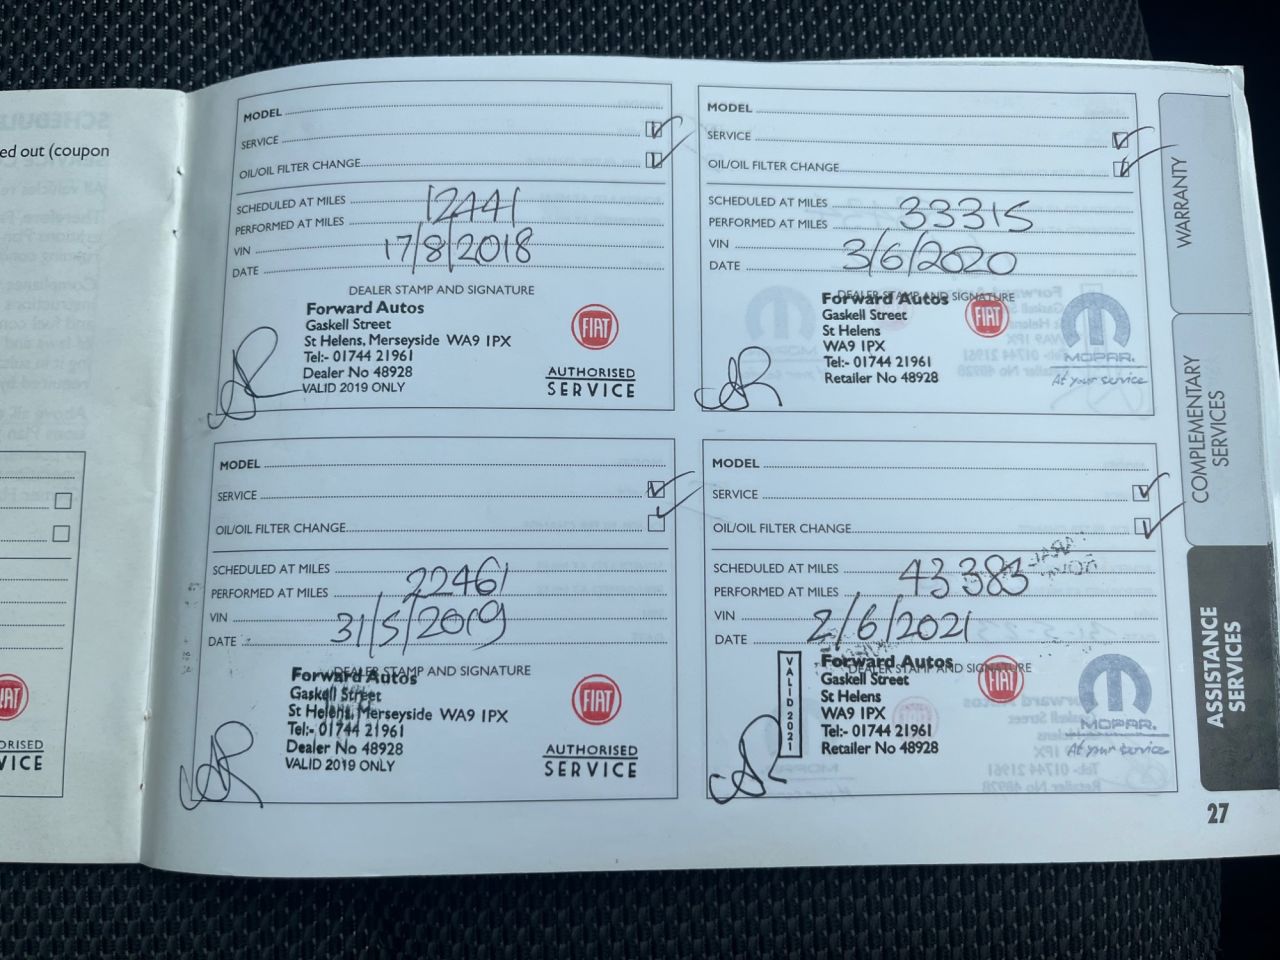 ed out (coupon
MODEL
SERVICE
OIL/OIL FILTER CHANGE
SCHEDULED AT MILES
PERFORMED AT MILES 12441
VIN
DATE 17/8/2018
DEALER STAMP AND SIGNATURE
Forward Autos
Gaskell Street
St Helens, Merseyside WA9 1PX
Tel:- 01744 21961
Dealer No 48928
VALID 2019 ONLY
FIAT
AUTHORISED
SERVICE
MODEL
SERVICE
OIL/OIL FILTER CHANGE
SCHEDULED AT MILES
PERFORMED AT MILES 33315
VIN
DATE 3/6/2020
DEALER STAMP AND SIGNATURE
Forward Autos
Gaskell Street
St Helens
WA9 1PX
Tel:- 01744 21961
Retailer No 48928
FIAT
MOPAR.
At your service
MODEL
SERVICE
OIL/OIL FILTER CHANGE
SCHEDULED AT MILES
PERFORMED AT MILES 22461
VIN
DATE 31/5/2019
DEALER STAMP AND SIGNATURE
Forward Autos
Gaskell Street
St Helens, Merseyside WA9 1PX
Tel:- 01744 21961
Dealer No 48928
VALID 2019 ONLY
FIAT
AUTHORISED
SERVICE
MODEL
SERVICE
OIL/OIL FILTER CHANGE
SCHEDULED AT MILES
PERFORMED AT MILES 43383
VIN
DATE 2/6/2021
DEALER STAMP AND SIGNATURE
VALID 2021
Forward Autos
Gaskell Street
St Helens
WA9 1PX
Tel:- 01744 21961
Retailer No 48928
FIAT
MOPAR.
At your service
WARRANTY
COMPLEMENTARY
SERVICES
ASSISTANCE
SERVICES
27